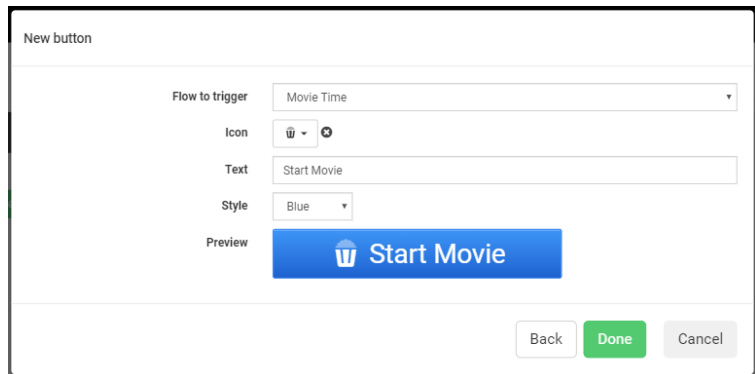 New button
Flow to trigger Movie Time
Icon
Text Start Movie
Style Blue
Preview Start Movie
Back Done Cancel